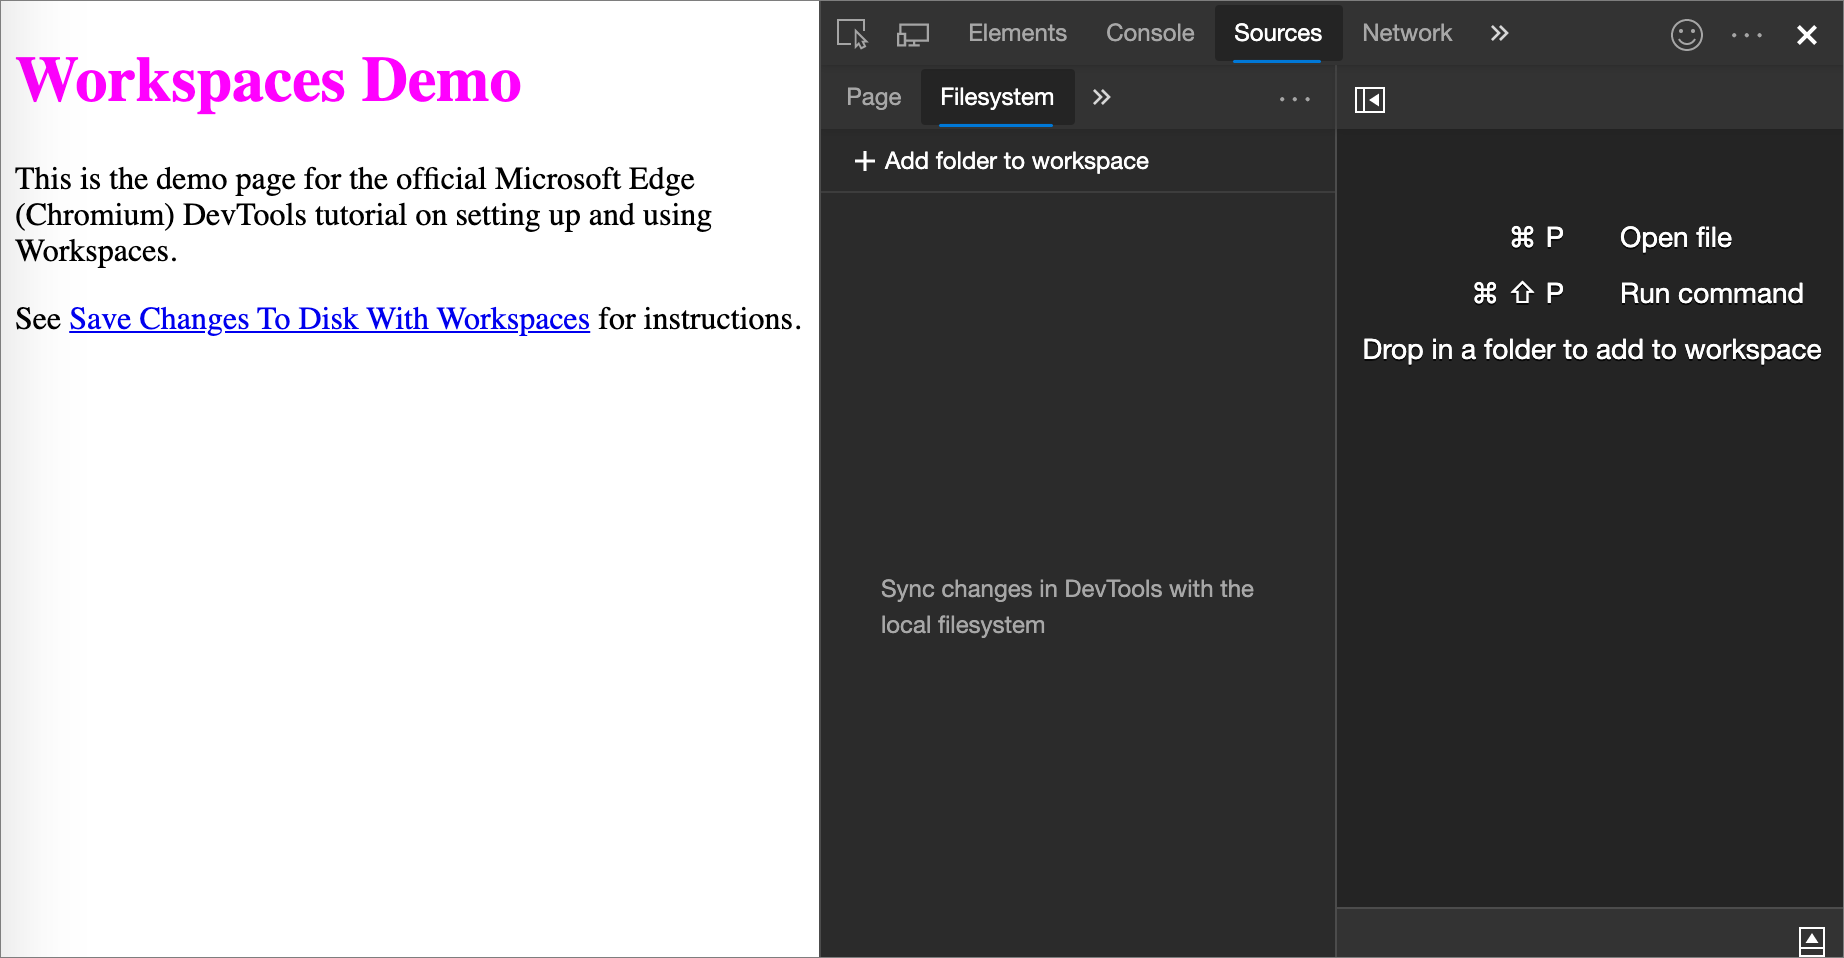 Workspaces Demo
This is the demo page for the official Microsoft Edge
(Chromium) DevTools tutorial on setting up and using
Workspaces.
See Save Changes To Disk With Workspaces for instructions.
Elements Console Sources Network
Page Filesystem
+ Add folder to workspace
Sync changes in DevTools with the
local filesystem
⌘ P Open file
⌘ ⇧ P Run command
Drop in a folder to add to workspace